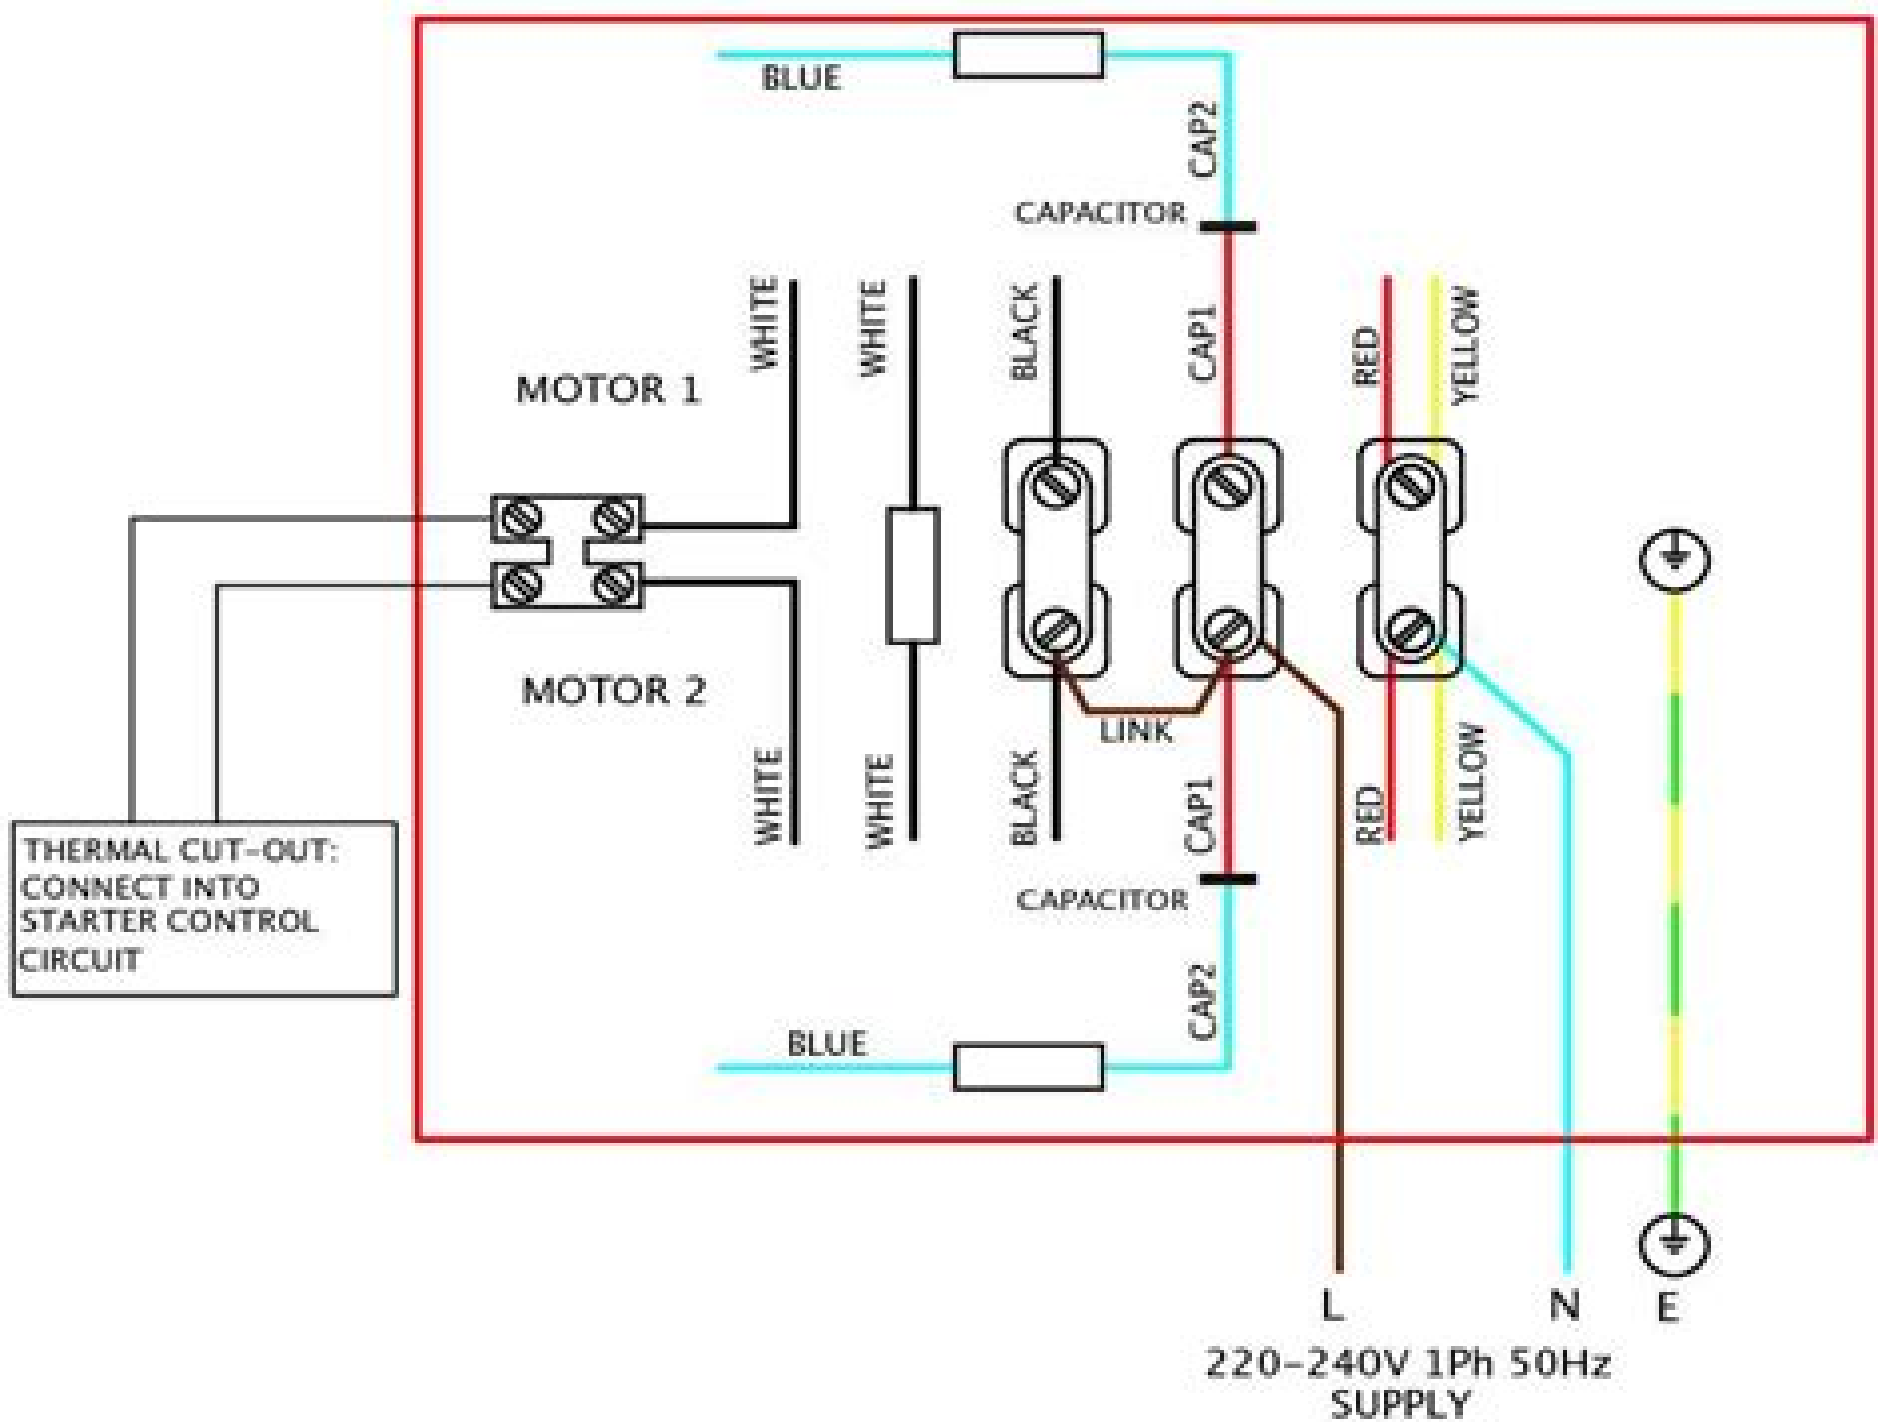 BLUE
CAP2
CAPACITOR
WHITE
WHITE
BLACK
CAP1
RED
YELLOW
MOTOR 1
MOTOR 2
LINK
WHITE
WHITE
BLACK
CAP1
RED
YELLOW
THERMAL CUT-OUT:
CONNECT INTO
STARTER CONTROL
CIRCUIT
CAPACITOR
CAP2
BLUE
L
N
E
220-240V 1Ph 50Hz
SUPPLY